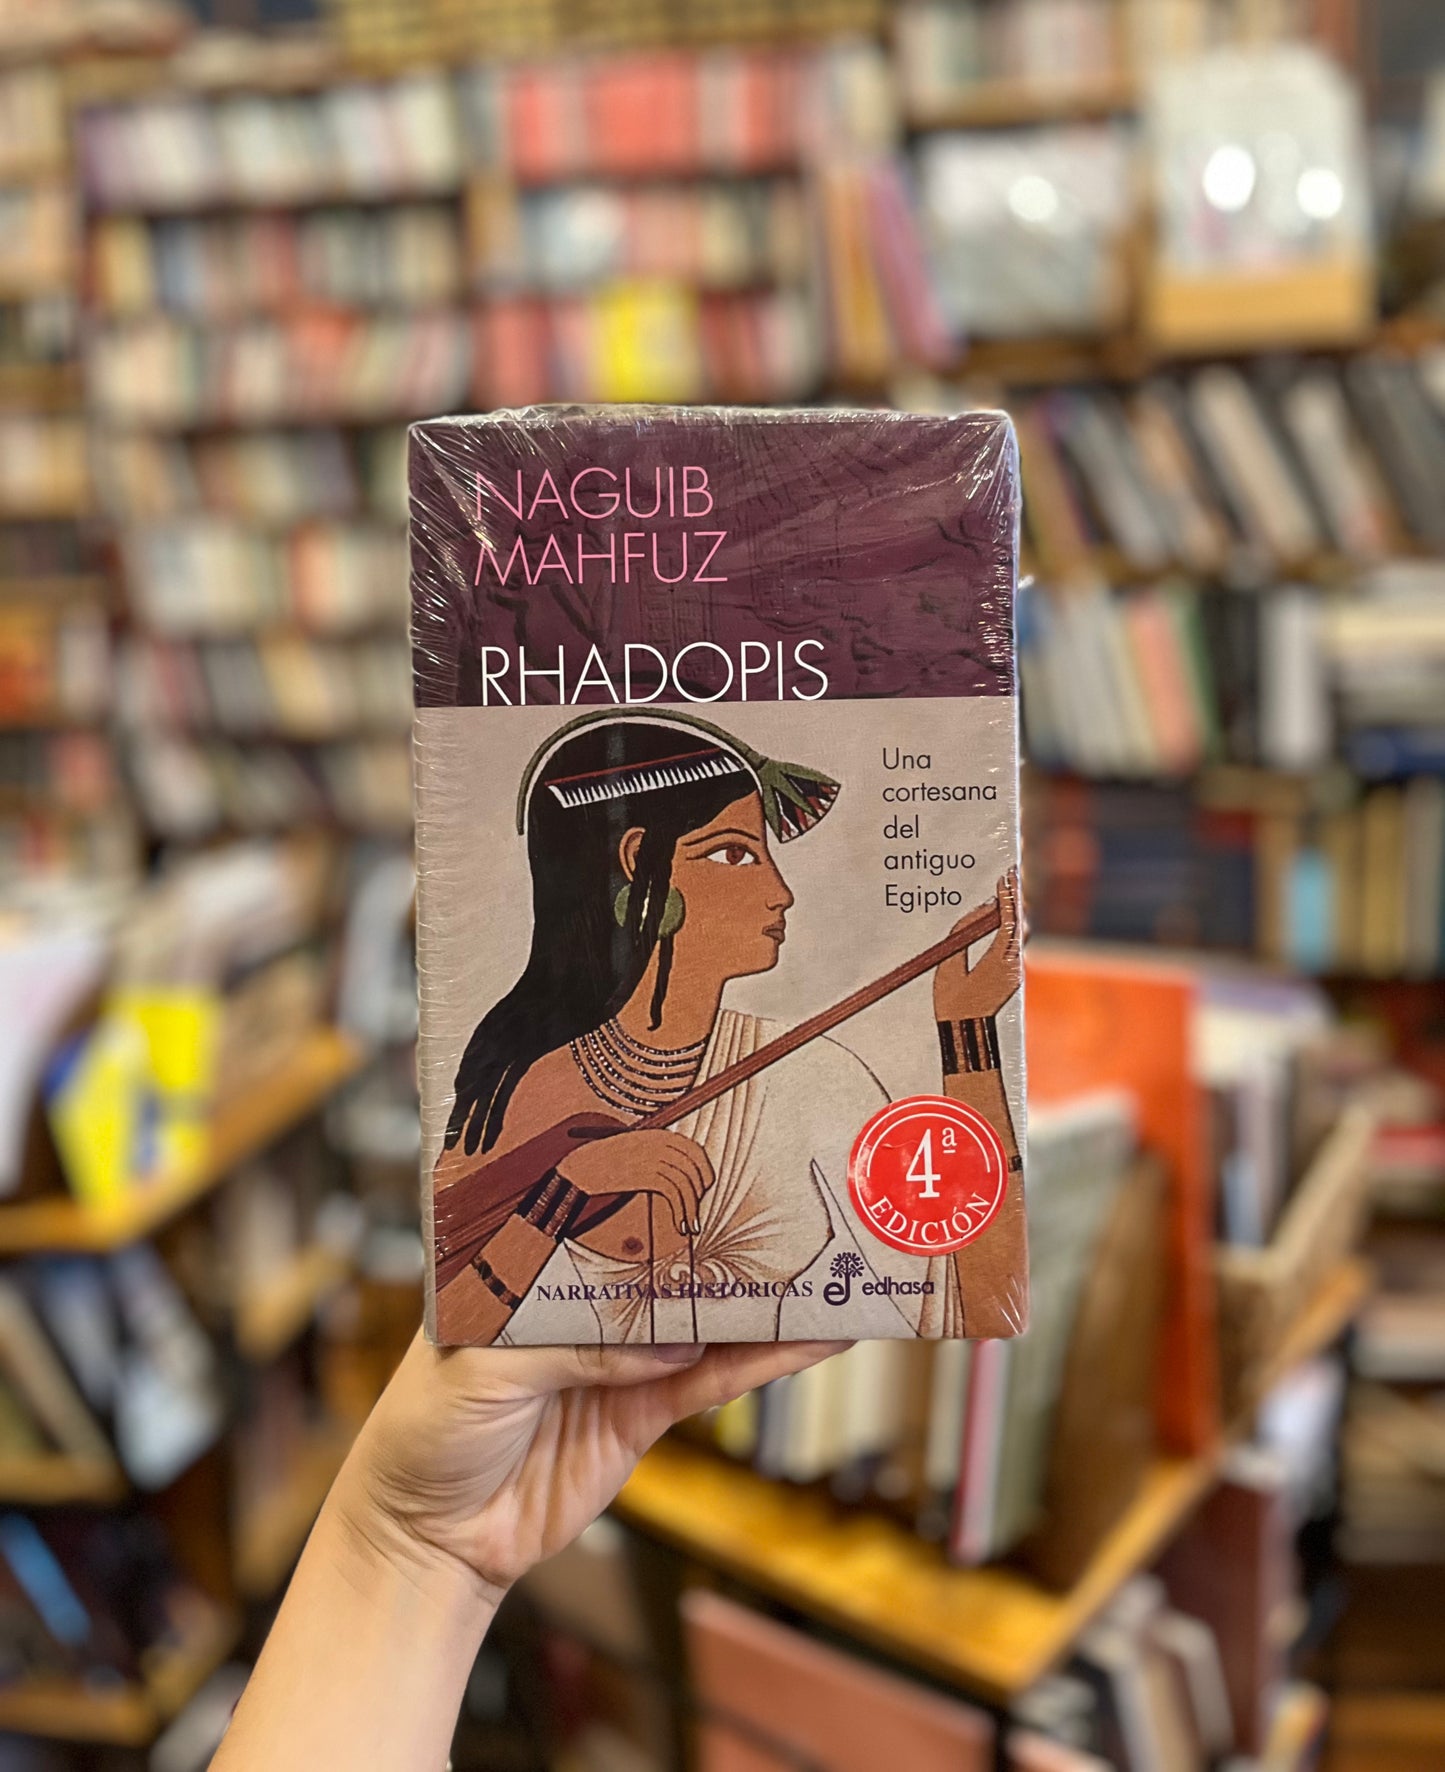 NAGUIB
MAHFUZ
RHADOPIS
Una
cortesana
del
antiguo
Egipto
4ª
EDICIÓN
NARRATIVAS HISTÓRICAS edhasa